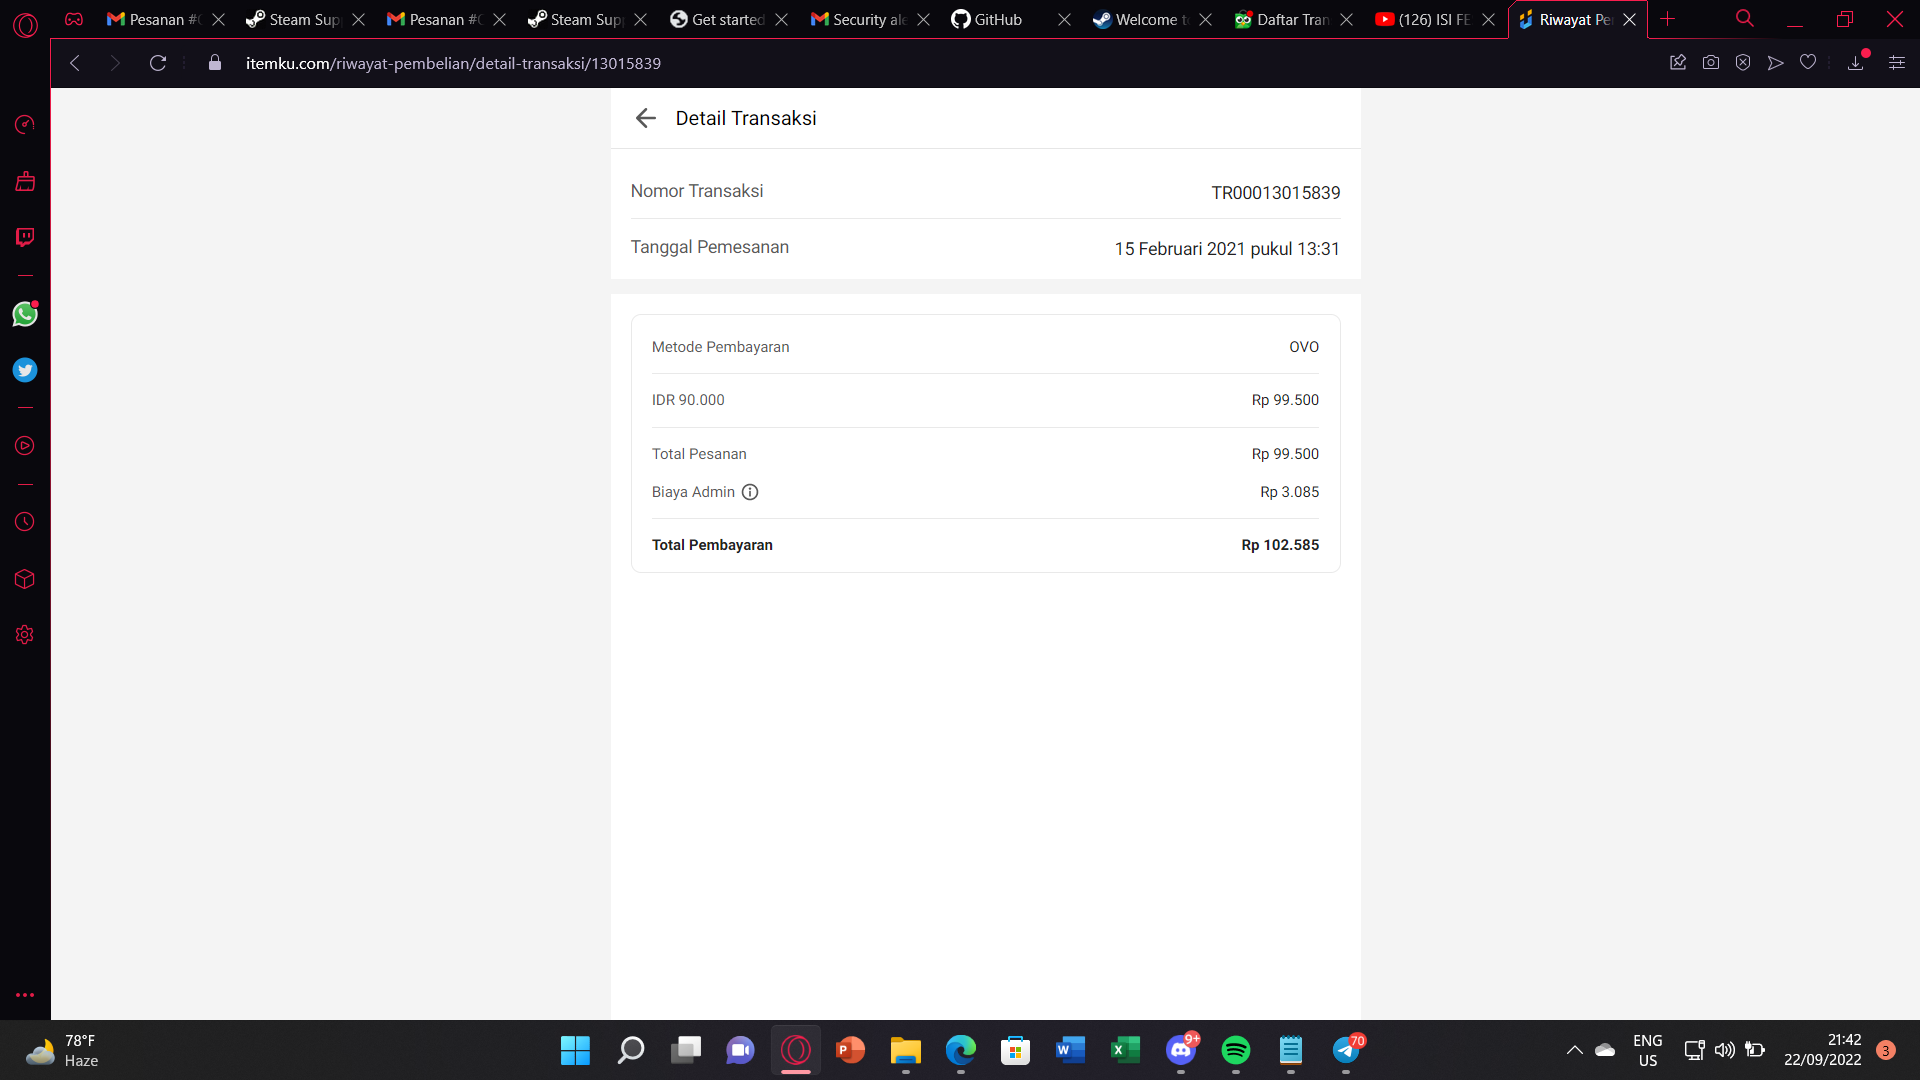 Pesanan #
Steam Sup
Pesanan #
Steam Sup
Get started
Security ale
GitHub
Welcome t
Daftar Tran
(126) ISI FE
Riwayat Pe
itemku.com/riwayat-pembelian/detail-transaksi/13015839
Detail Transaksi
Nomor Transaksi TR00013015839
Tanggal Pemesanan 15 Februari 2021 pukul 13:31
Metode Pembayaran OVO
IDR 90.000 Rp 99.500
Total Pesanan Rp 99.500
Biaya Admin Rp 3.085
Total Pembayaran Rp 102.585
78°F
Haze
9+
70
ENG
US
21:42
22/09/2022
3